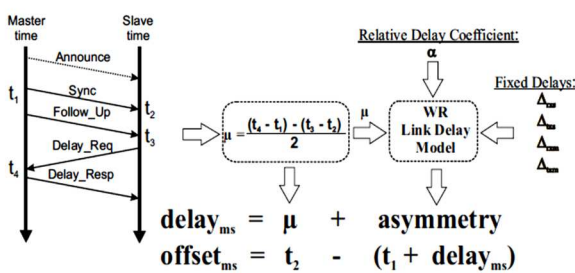 Master time
Slave time
Announce
t1
Sync
t2
Follow_Up
t3
Delay_Req
t4
Delay_Resp
Relative Delay Coefficient:
α
Fixed Delays:
μ = (t4 - t1) - (t3 - t2)
2
μ
WR
Link Delay
Model
delayms = μ + asymmetry
offsetms = t2 - (t1 + delayms)